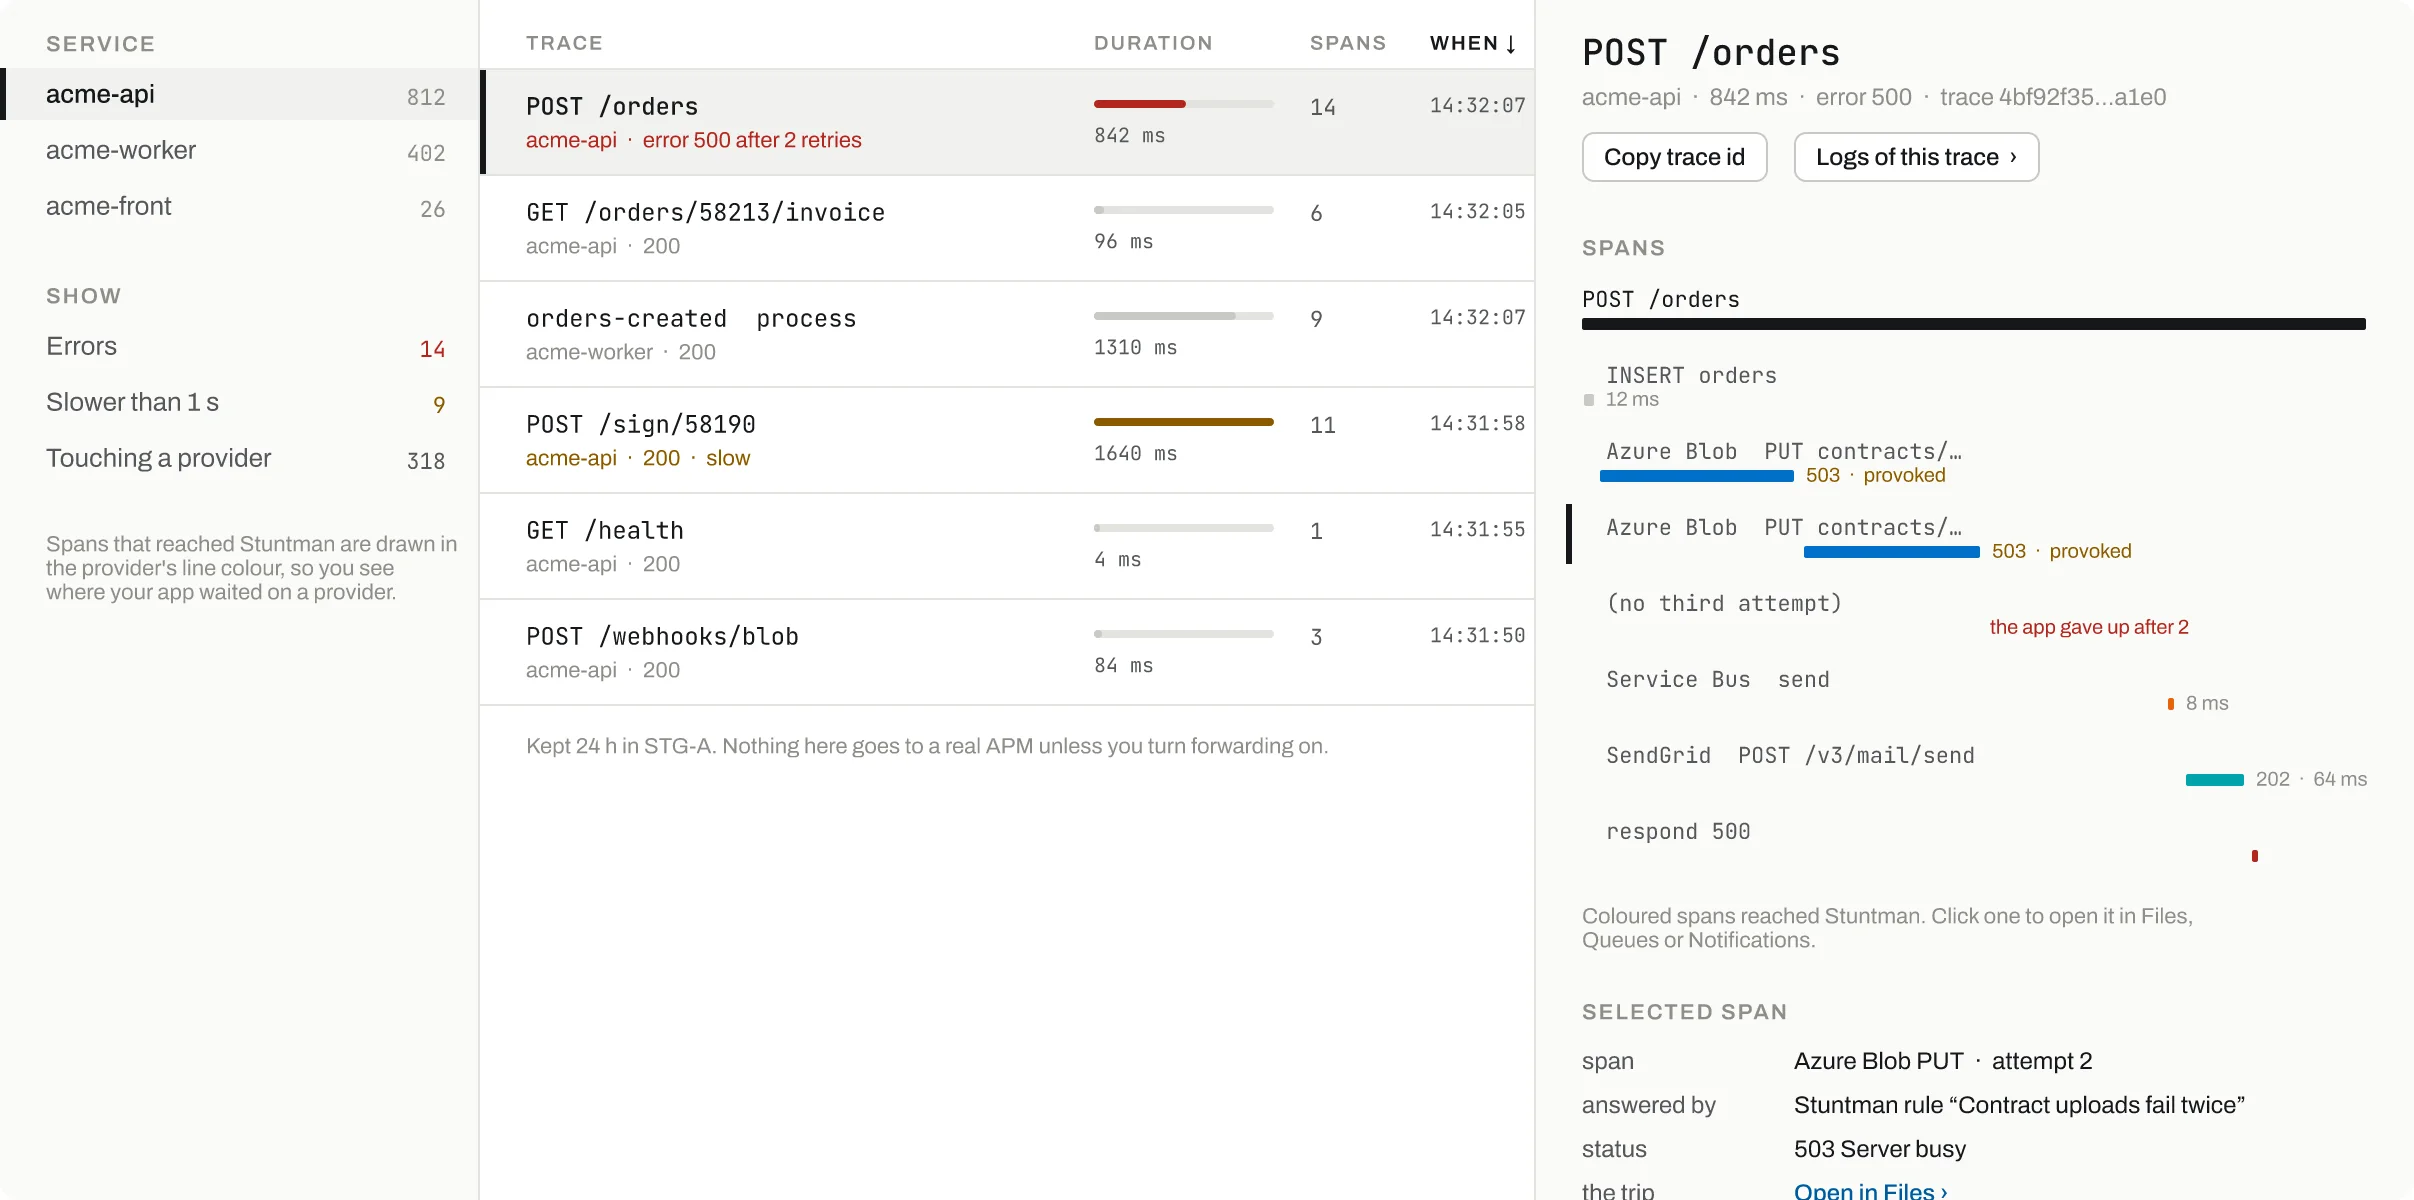 SERVICE
acme-api 812
acme-worker 402
acme-front 26
SHOW
Errors 14
Slower than 1 s 9
Touching a provider 318
Spans that reached Stuntman are drawn in
the provider's line colour, so you see
where your app waited on a provider.
TRACE DURATION SPANS WHEN ↓
POST /orders 14 14:32:07
acme-api · error 500 after 2 retries 842 ms
GET /orders/58213/invoice 6 14:32:05
acme-api · 200 96 ms
orders-created process 9 14:32:07
acme-worker · 200 1310 ms
POST /sign/58190 11 14:31:58
acme-api · 200 · slow 1640 ms
GET /health 1 14:31:55
acme-api · 200 4 ms
POST /webhooks/blob 3 14:31:50
acme-api · 200 84 ms
Kept 24 h in STG-A. Nothing here goes to a real APM unless you turn forwarding on.
POST /orders
acme-api · 842 ms · error 500 · trace 4bf92f35…a1e0
Copy trace id Logs of this trace ›
SPANS
POST /orders
INSERT orders
12 ms
Azure Blob PUT contracts/…
503 · provoked
Azure Blob PUT contracts/…
503 · provoked
(no third attempt)
the app gave up after 2
Service Bus send
8 ms
SendGrid POST /v3/mail/send
202 · 64 ms
respond 500
Coloured spans reached Stuntman. Click one to open it in Files,
Queues or Notifications.
SELECTED SPAN
span Azure Blob PUT · attempt 2
answered by Stuntman rule “Contract uploads fail twice”
status 503 Server busy
the trip Open in Files ›